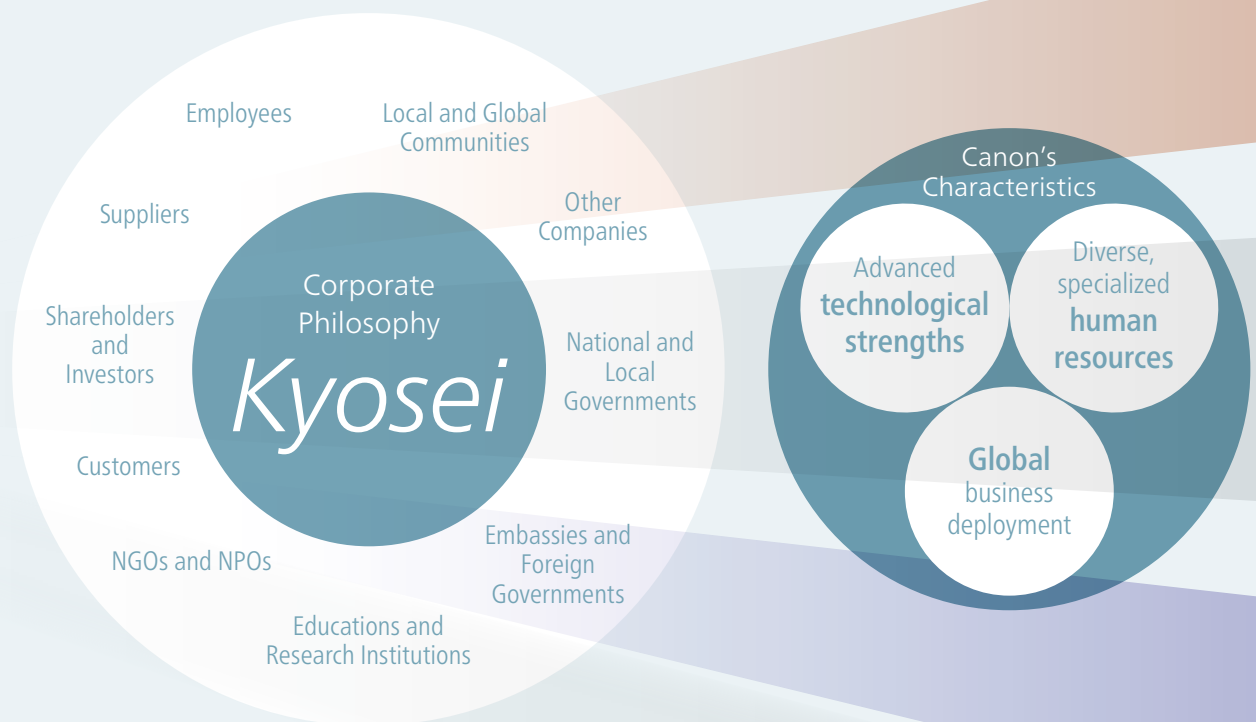 Employees
Local and Global
Communities
Suppliers
Other
Companies
Corporate
Philosophy
Kyosei
Shareholders
and
Investors
National and
Local
Governments
Customers
NGOs and NPOs
Embassies and
Foreign
Governments
Educations and
Research Institutions
Canon's
Characteristics
Advanced
technological
strengths
Diverse,
specialized
human
resources
Global
business
deployment